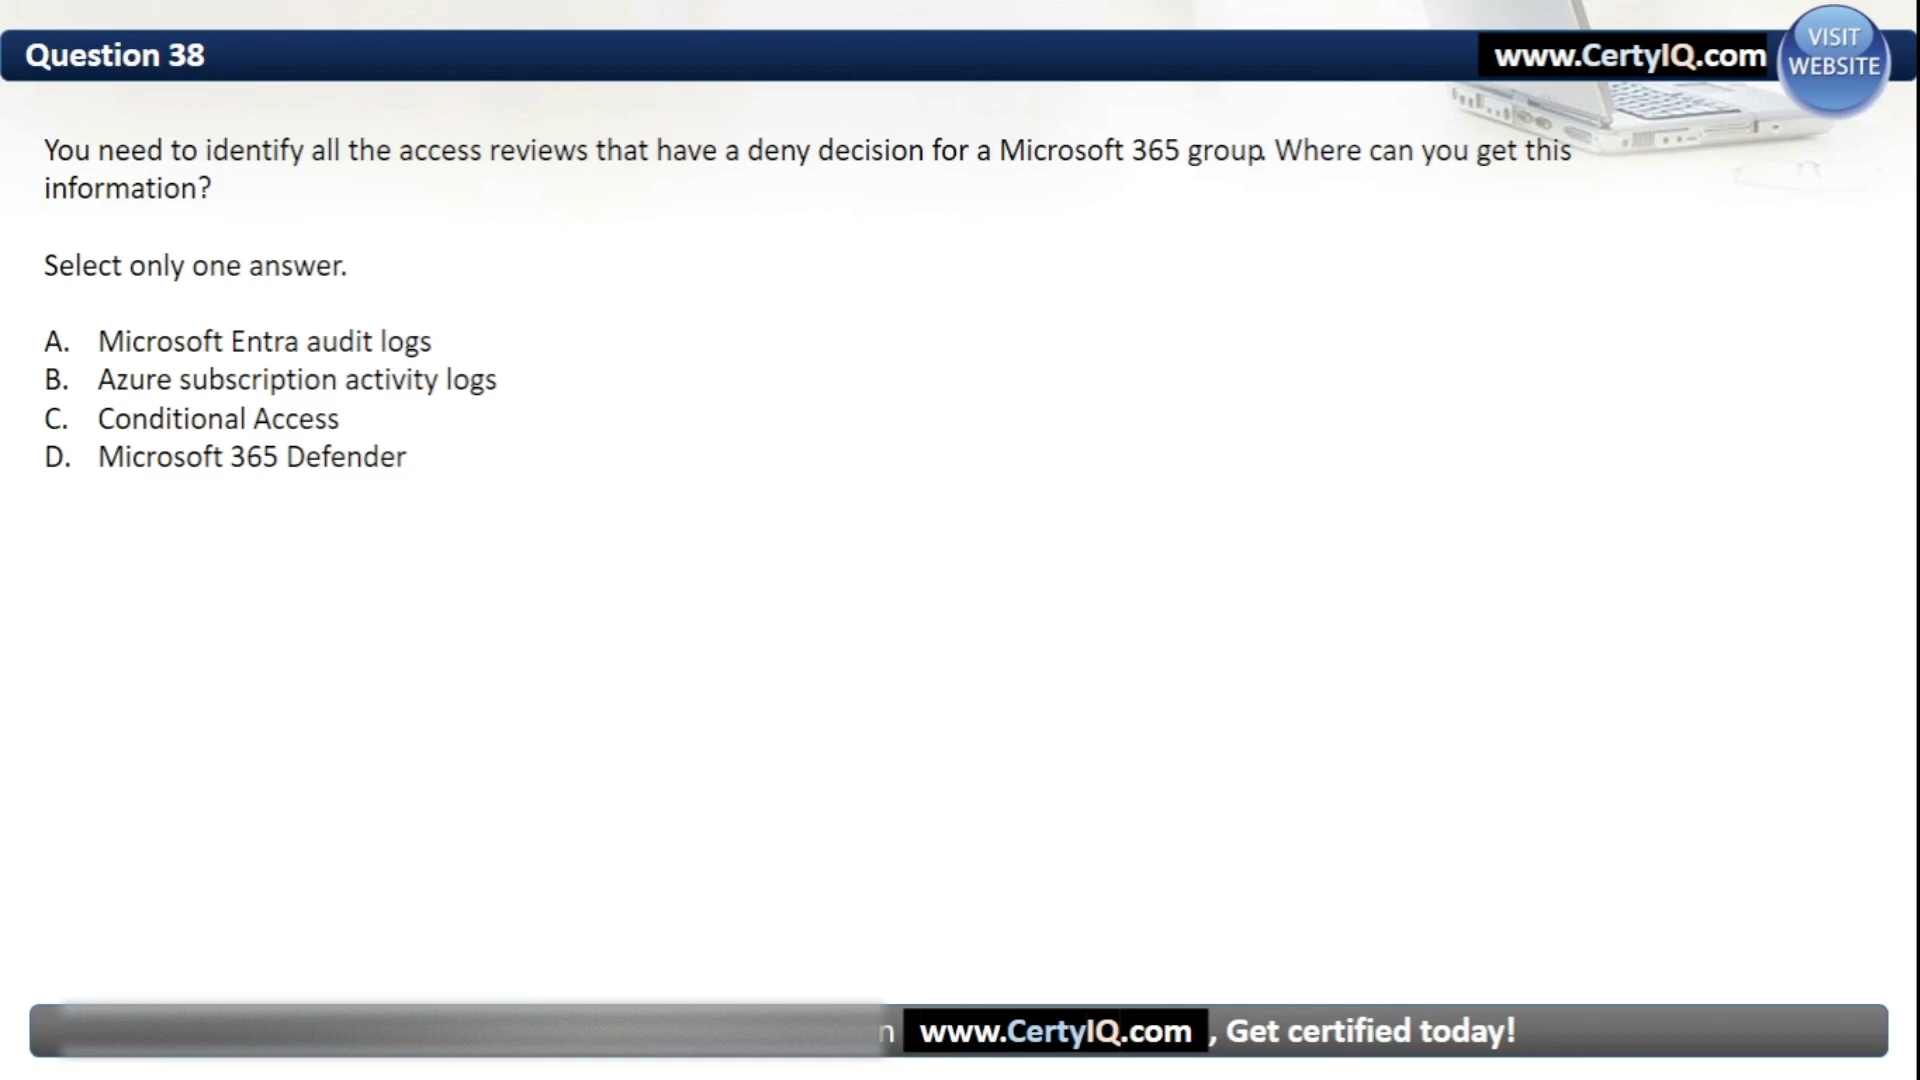 Question 38
www.CertyIQ.com
VISIT
WEBSITE
You need to identify all the access reviews that have a deny decision for a Microsoft 365 group. Where can you get this
information?
Select only one answer.
A. Microsoft Entra audit logs
B. Azure subscription activity logs
C. Conditional Access
D. Microsoft 365 Defender
n www.CertyIQ.com , Get certified today!